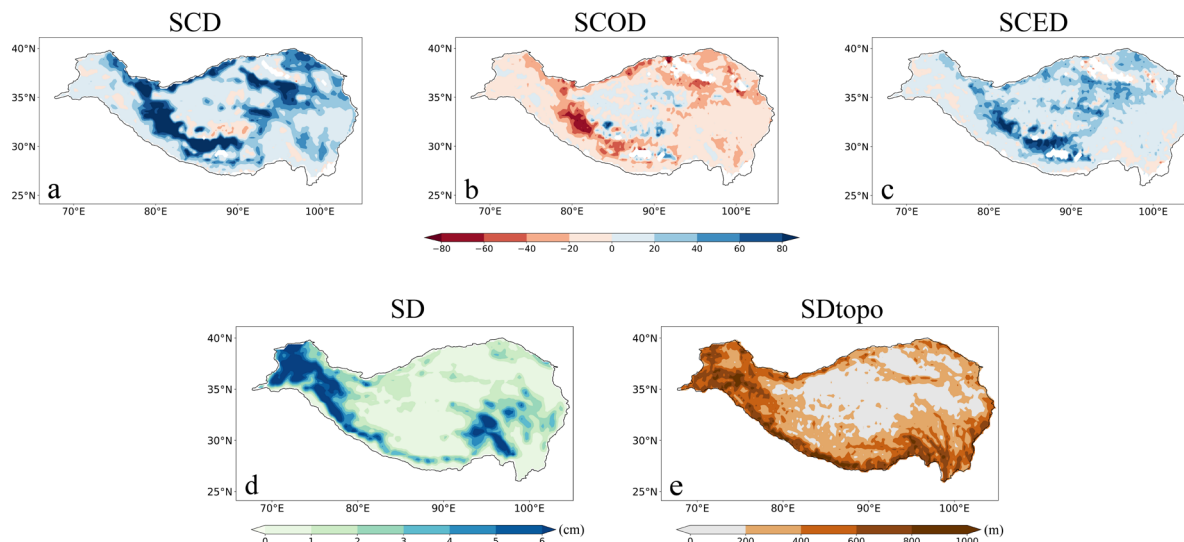 SCD
SCOD
SCED
40°N
35°N
30°N
25°N
a
70°E 80°E 90°E 100°E
40°N
35°N
30°N
25°N
b
70°E 80°E 90°E 100°E
40°N
35°N
30°N
25°N
c
70°E 80°E 90°E 100°E
−80 −60 −40 −20 0 20 40 60 80
SD
SDtopo
40°N
35°N
30°N
25°N
d
70°E 80°E 90°E 100°E
0 1 2 3 4 5 6 (cm)
40°N
35°N
30°N
25°N
e
70°E 80°E 90°E 100°E
0 200 400 600 800 1000 (m)